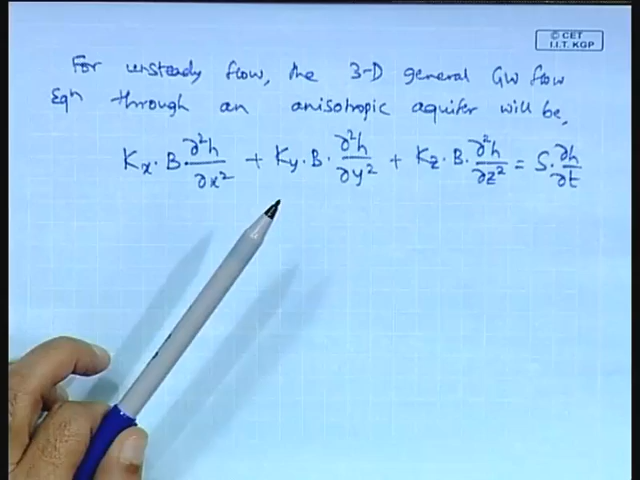 © CET
I.I.T. KGP
For unsteady flow, the 3-D general GW flow
Eqn through an anisotropic aquifer will be,
Kx · B · ∂²h/∂x² + Ky · B · ∂²h/∂y² + Kz · B · ∂²h/∂z² = S · ∂h/∂t